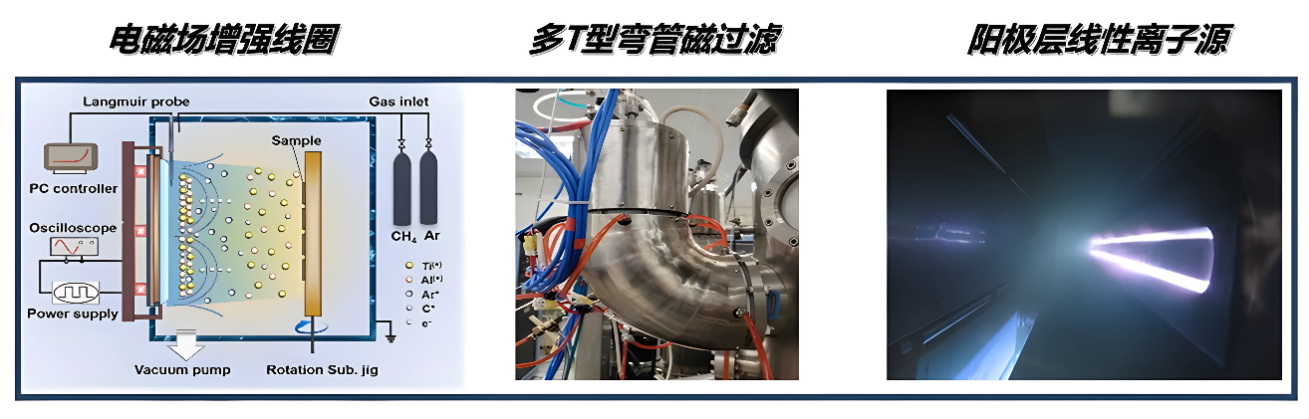 电磁场增强线圈
多T型弯管磁过滤
阳极层线性离子源
Langmuir probe
Gas inlet
Sample
PC controller
Oscilloscope
CH₄ Ar
Ti⁽*⁾
Al⁽*⁾
Ar⁺
C⁺
e⁻
Power supply
Vacuum pump
Rotation Sub. jig